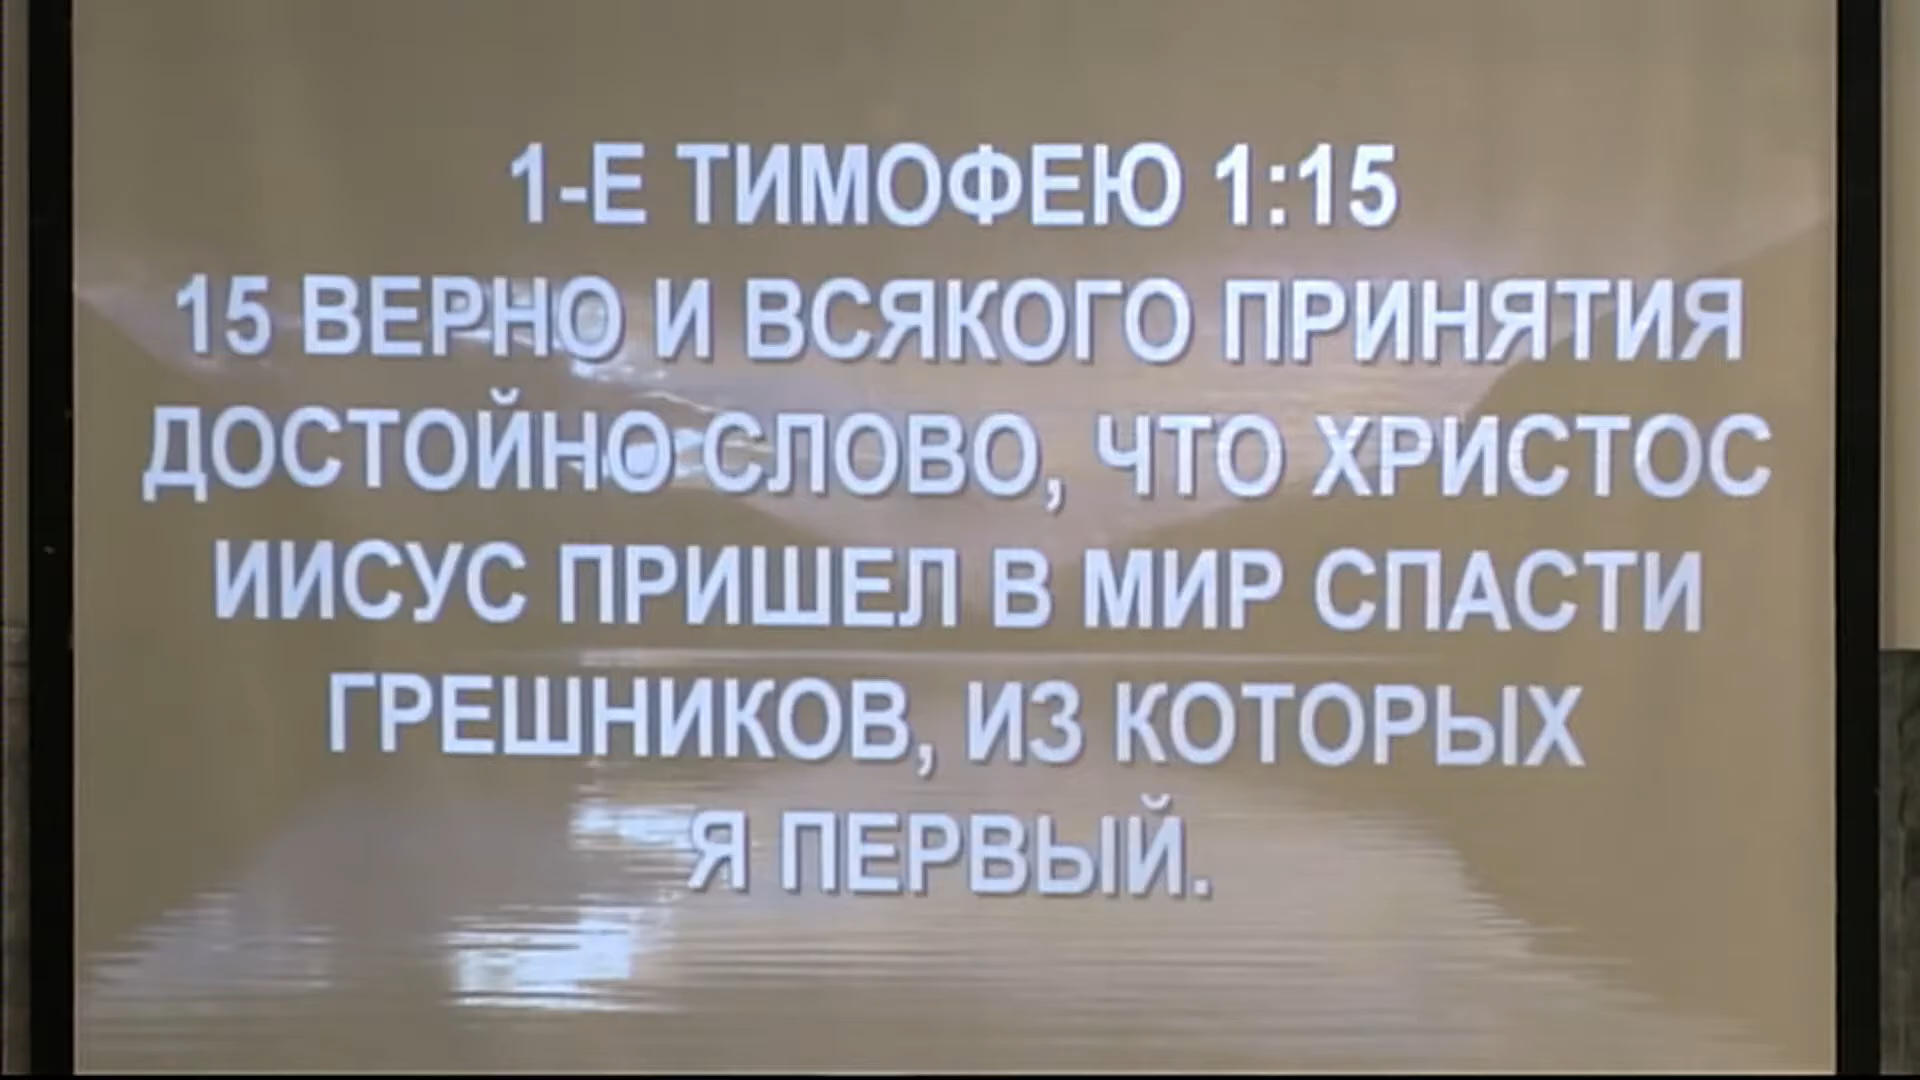 1-Е ТИМОФЕЮ 1:15
15 ВЕРНО И ВСЯКОГО ПРИНЯТИЯ
ДОСТОЙНО СЛОВО, ЧТО ХРИСТОС
ИИСУС ПРИШЕЛ В МИР СПАСТИ
ГРЕШНИКОВ, ИЗ КОТОРЫХ
Я ПЕРВЫЙ.